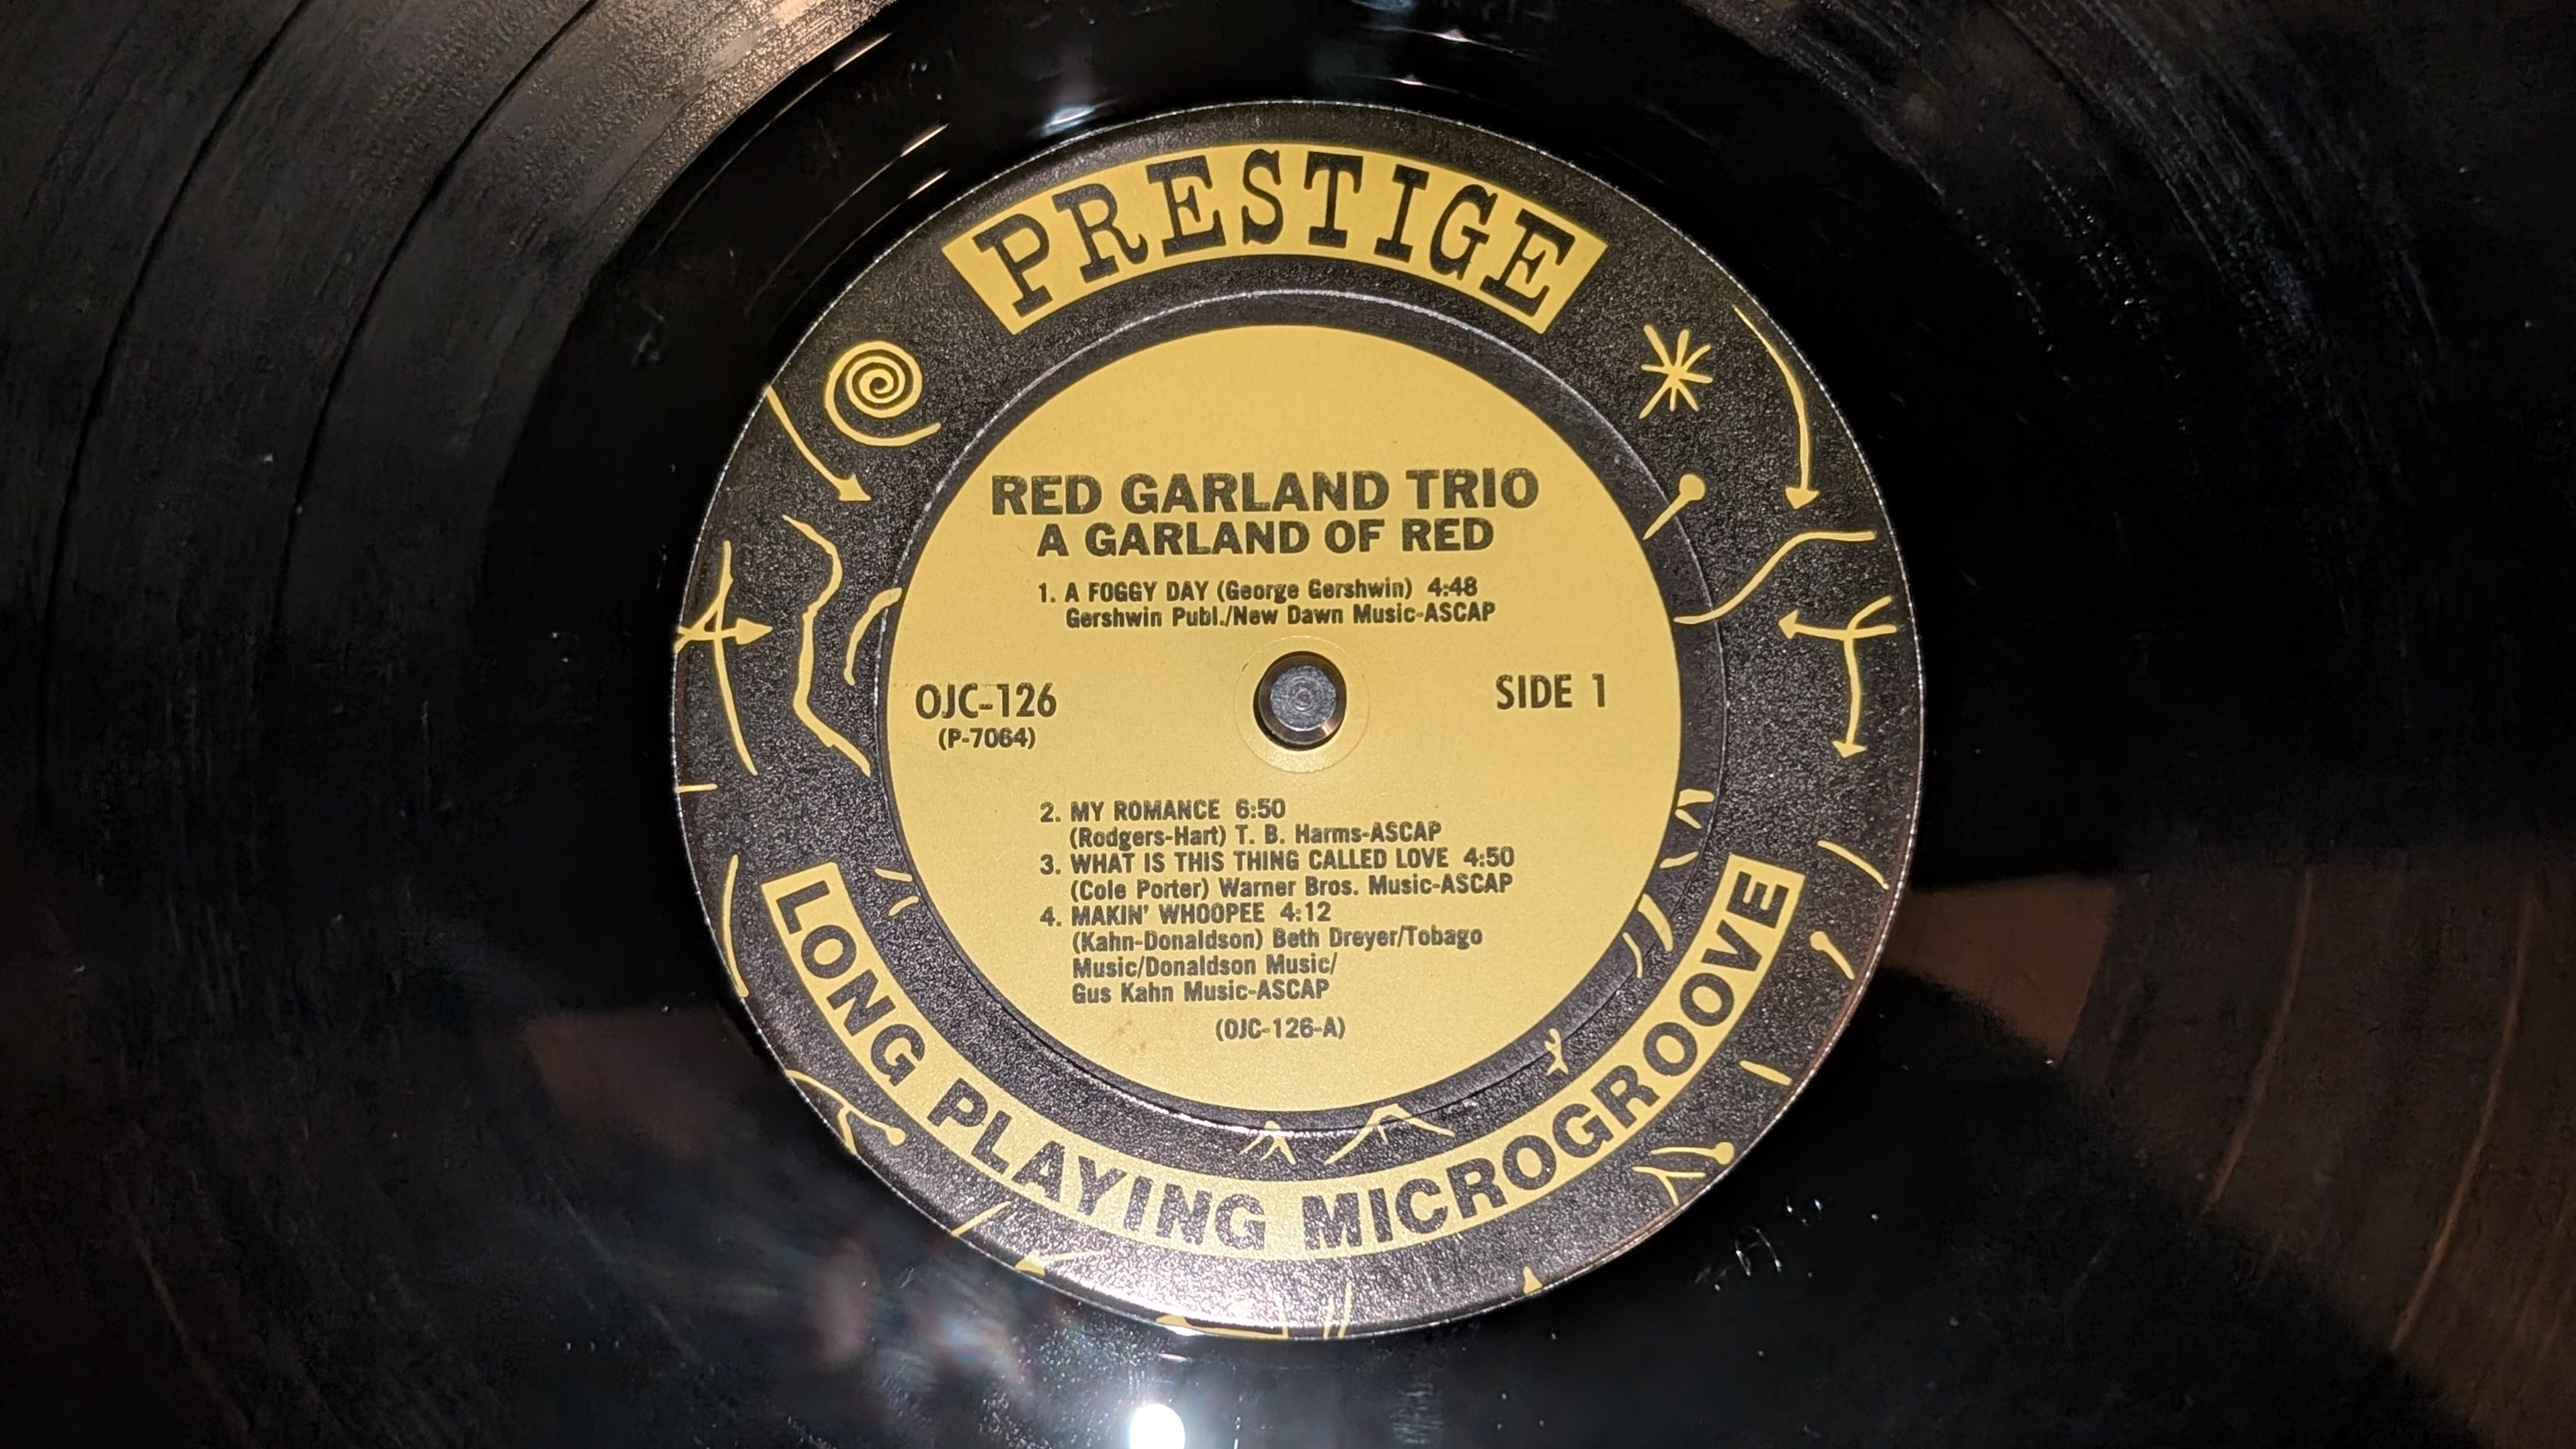 PRESTIGE
RED GARLAND TRIO
A GARLAND OF RED
1. A FOGGY DAY (George Gershwin) 4:48
Gershwin Publ./New Dawn Music-ASCAP
OJC-126
(P-7064)
SIDE 1
2. MY ROMANCE 6:50
(Rodgers-Hart) T. B. Harms-ASCAP
3. WHAT IS THIS THING CALLED LOVE 4:50
(Cole Porter) Warner Bros. Music-ASCAP
4. MAKIN' WHOOPEE 4:12
(Kahn-Donaldson) Beth Dreyer/Tobago
Music/Donaldson Music/
Gus Kahn Music-ASCAP
(OJC-126-A)
LONG PLAYING MICROGROOVE